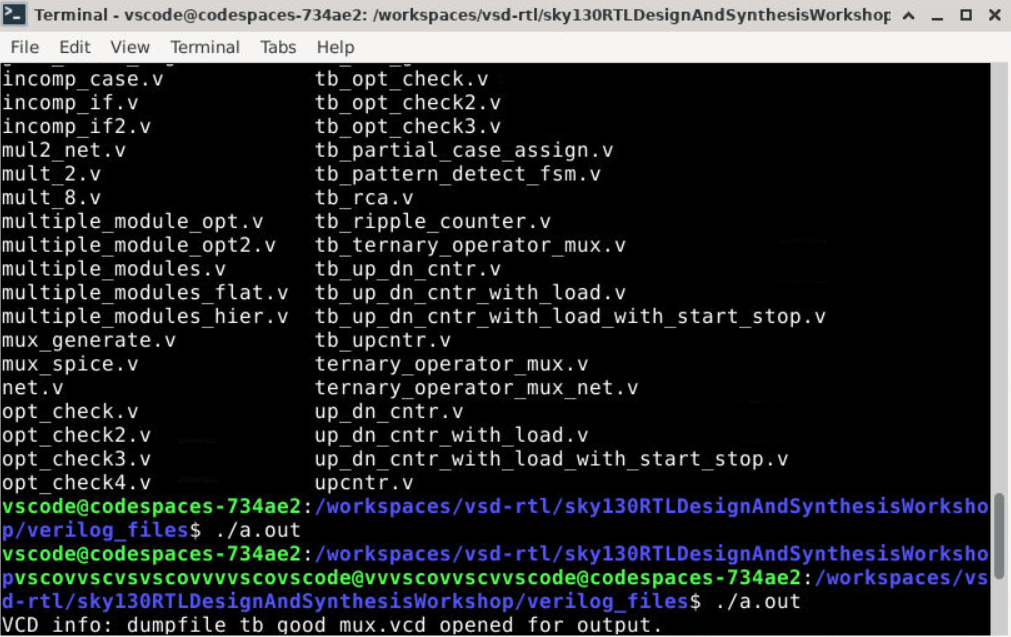 Terminal - vscode@codespaces-734ae2: /workspaces/vsd-rtl/sky130RTLDesignAndSynthesisWorkshop
File Edit View Terminal Tabs Help
incomp_case.v tb_opt_check.v
incomp_if.v tb_opt_check2.v
incomp_if2.v tb_opt_check3.v
mul2_net.v tb_partial_case_assign.v
mult_2.v tb_pattern_detect_fsm.v
mult_8.v tb_rca.v
multiple_module_opt.v tb_ripple_counter.v
multiple_module_opt2.v tb_ternary_operator_mux.v
multiple_modules.v tb_up_dn_cntr.v
multiple_modules_flat.v tb_up_dn_cntr_with_load.v
multiple_modules_hier.v tb_up_dn_cntr_with_load_with_start_stop.v
mux_generate.v tb_upcntr.v
mux_spice.v ternary_operator_mux.v
net.v ternary_operator_mux_net.v
opt_check.v up_dn_cntr.v
opt_check2.v up_dn_cntr_with_load.v
opt_check3.v up_dn_cntr_with_load_with_start_stop.v
opt_check4.v upcntr.v
vscode@codespaces-734ae2:/workspaces/vsd-rtl/sky130RTLDesignAndSynthesisWorksho
p/verilog_files$ ./a.out
vscode@codespaces-734ae2:/workspaces/vsd-rtl/sky130RTLDesignAndSynthesisWorksho
pvscovvscvsvscovvvvscovscode@vvvscovvscvvscode@codespaces-734ae2:/workspaces/vs
d-rtl/sky130RTLDesignAndSynthesisWorkshop/verilog_files$ ./a.out
VCD info: dumpfile tb_good_mux.vcd opened for output.